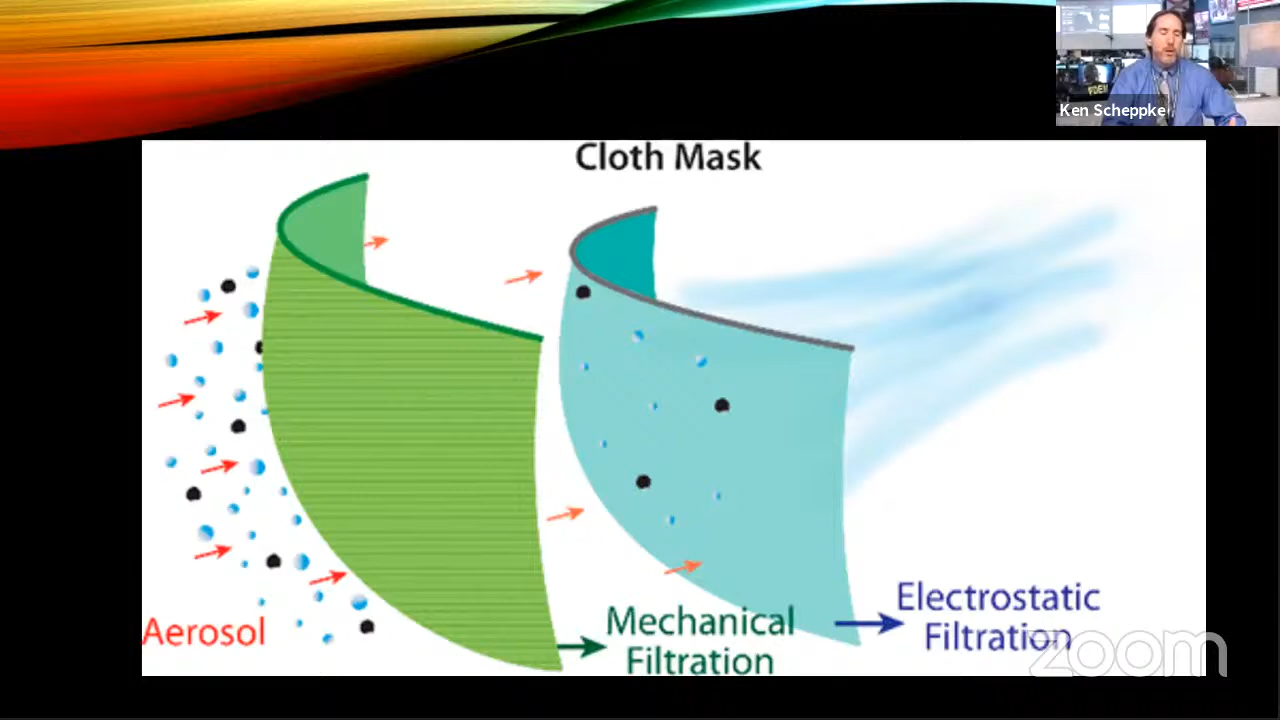 Ken Scheppke
Cloth Mask
Aerosol
Mechanical
Filtration
Electrostatic
Filtration
zoom